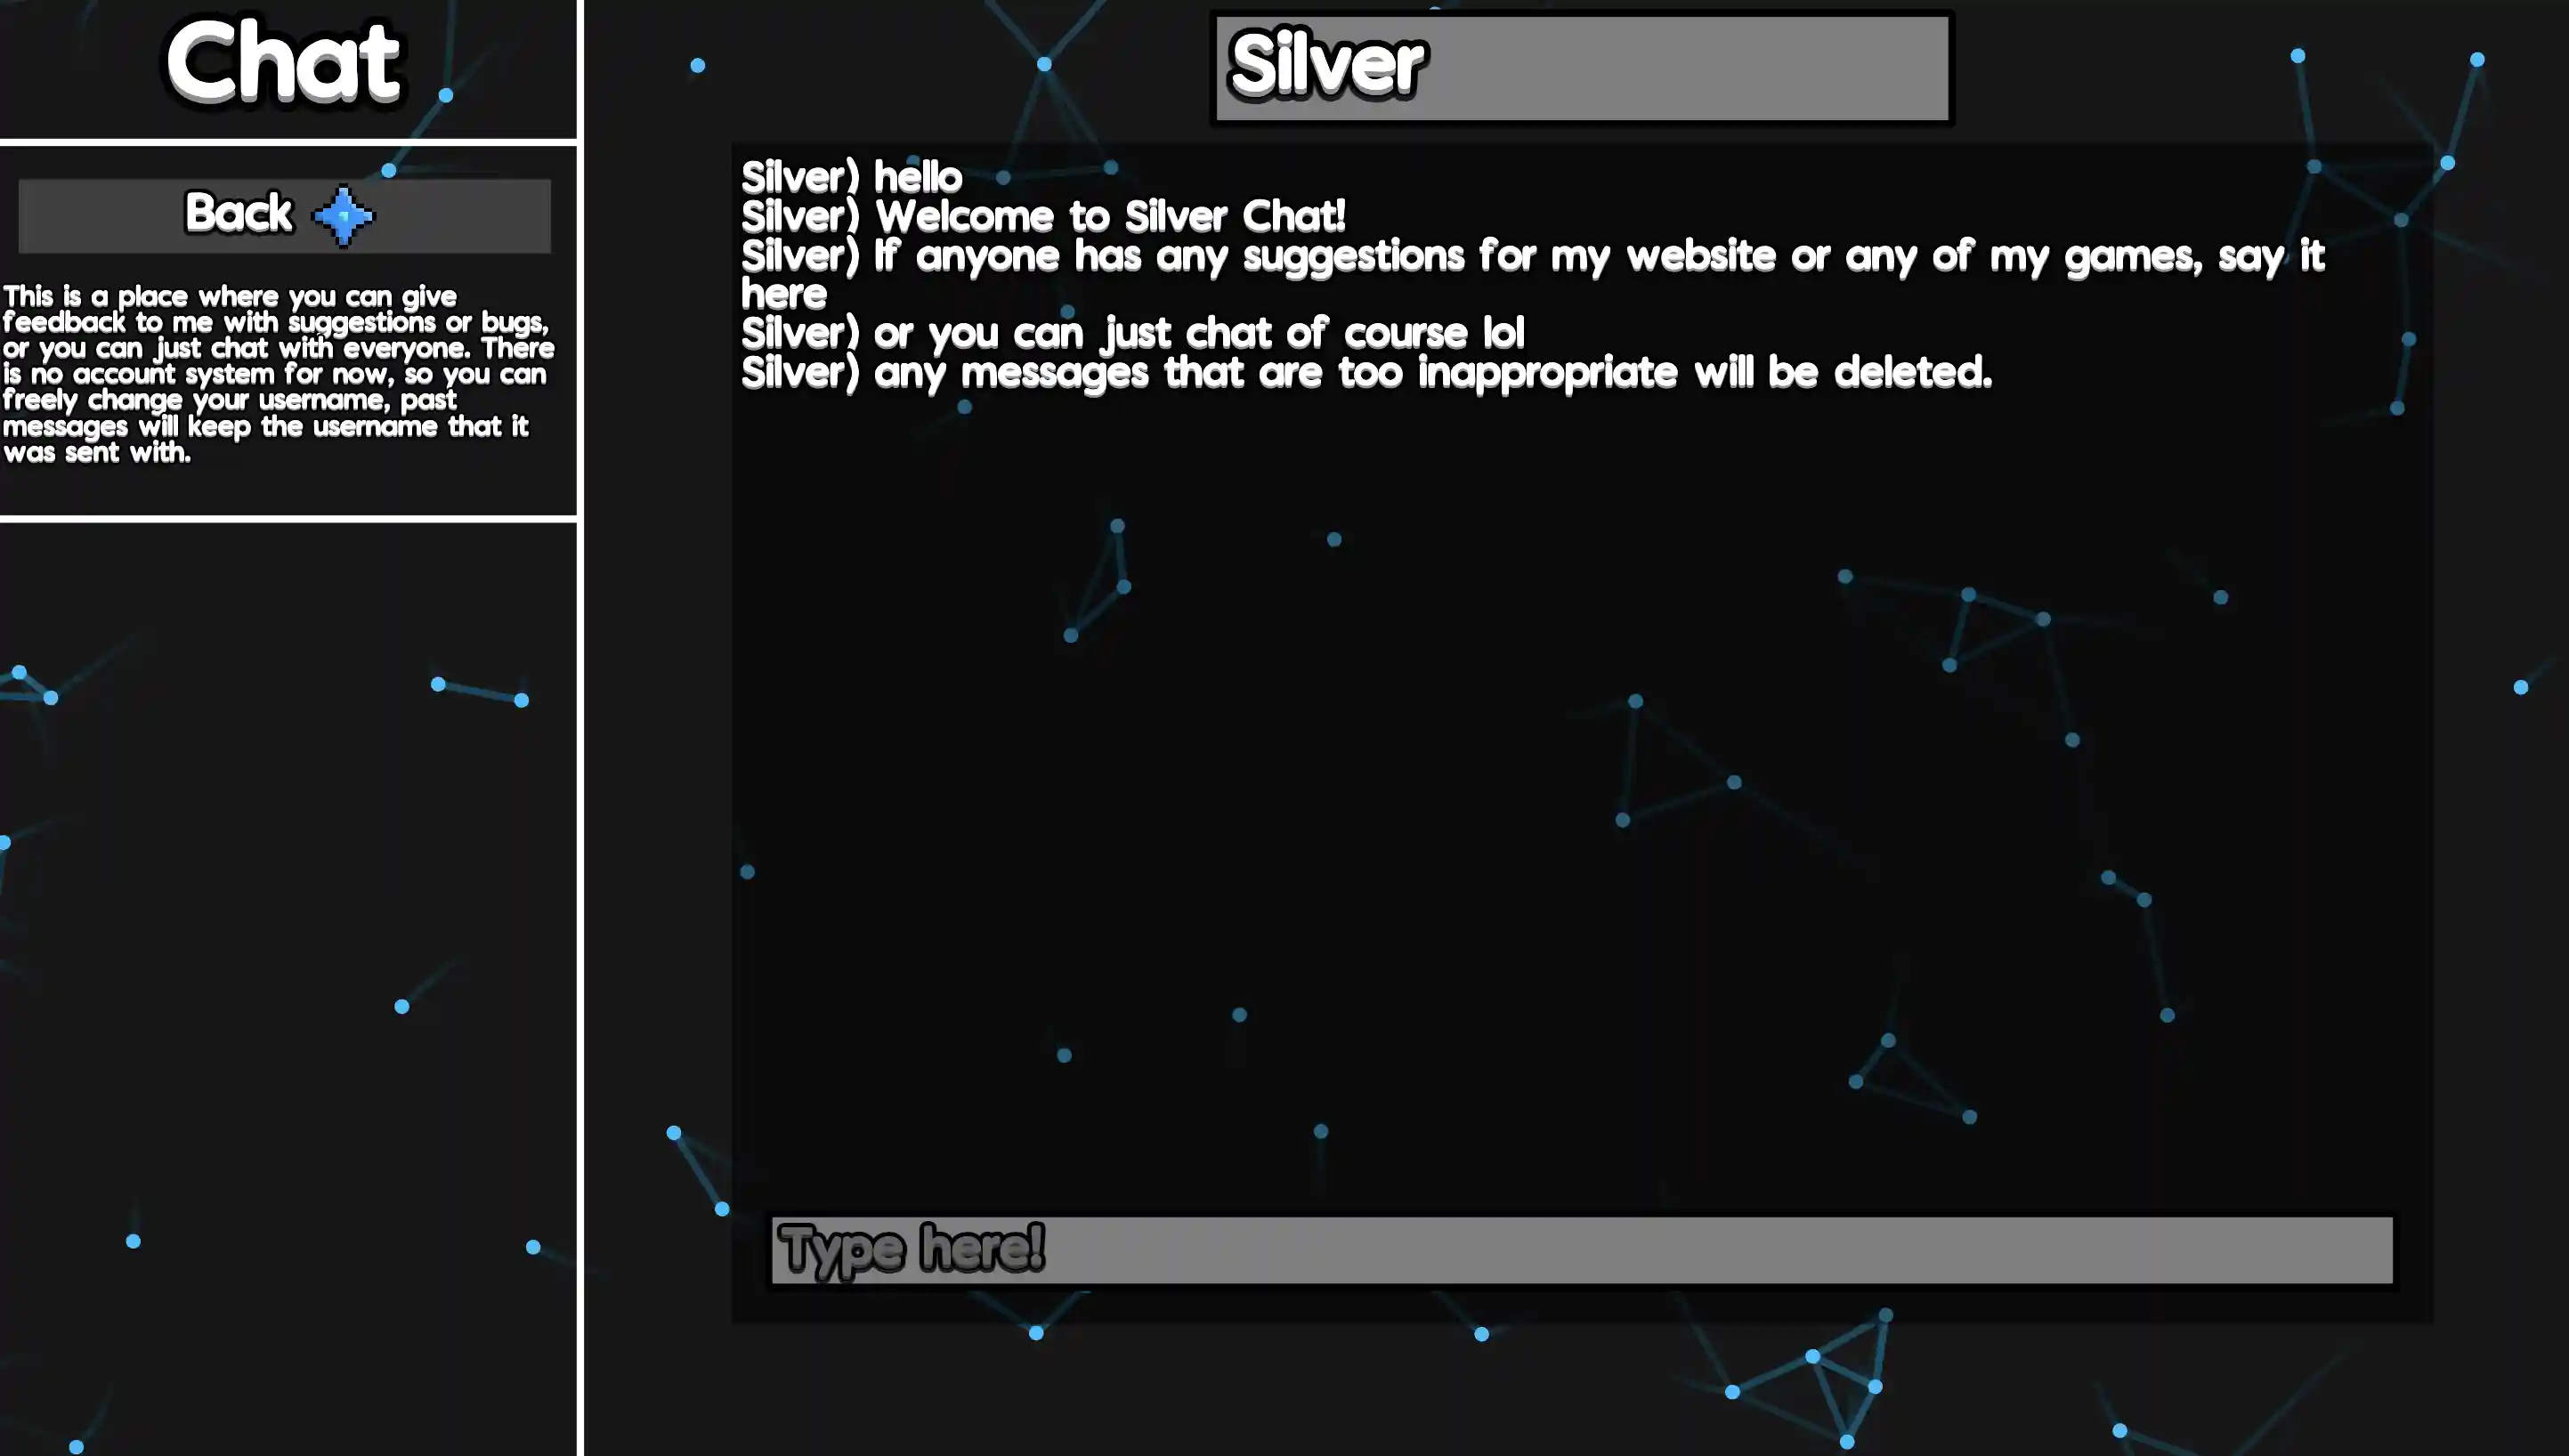 Chat
Back
This is a place where you can give
feedback to me with suggestions or bugs,
or you can just chat with everyone. There
is no account system for now, so you can
freely change your username, past
messages will keep the username that it
was sent with.
Silver
Silver) hello
Silver) Welcome to Silver Chat!
Silver) If anyone has any suggestions for my website or any of my games, say it
here
Silver) or you can just chat of course lol
Silver) any messages that are too inappropriate will be deleted.
Type here!